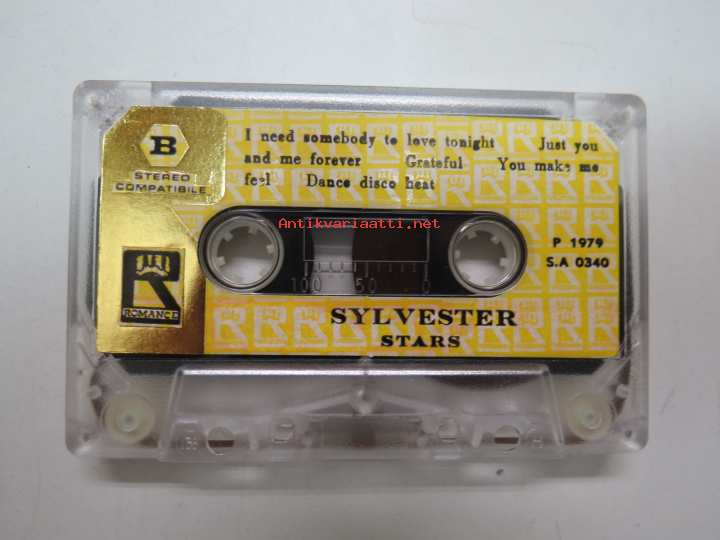 B
STEREO
COMPATIBILE
I need somebody to love tonight Just you
and me forever Grateful You make me
feel Dance disco heat
Antikvariaatti.net
P 1979
S.A 0340
100 50 0
R
ROMANCE
SYLVESTER
STARS